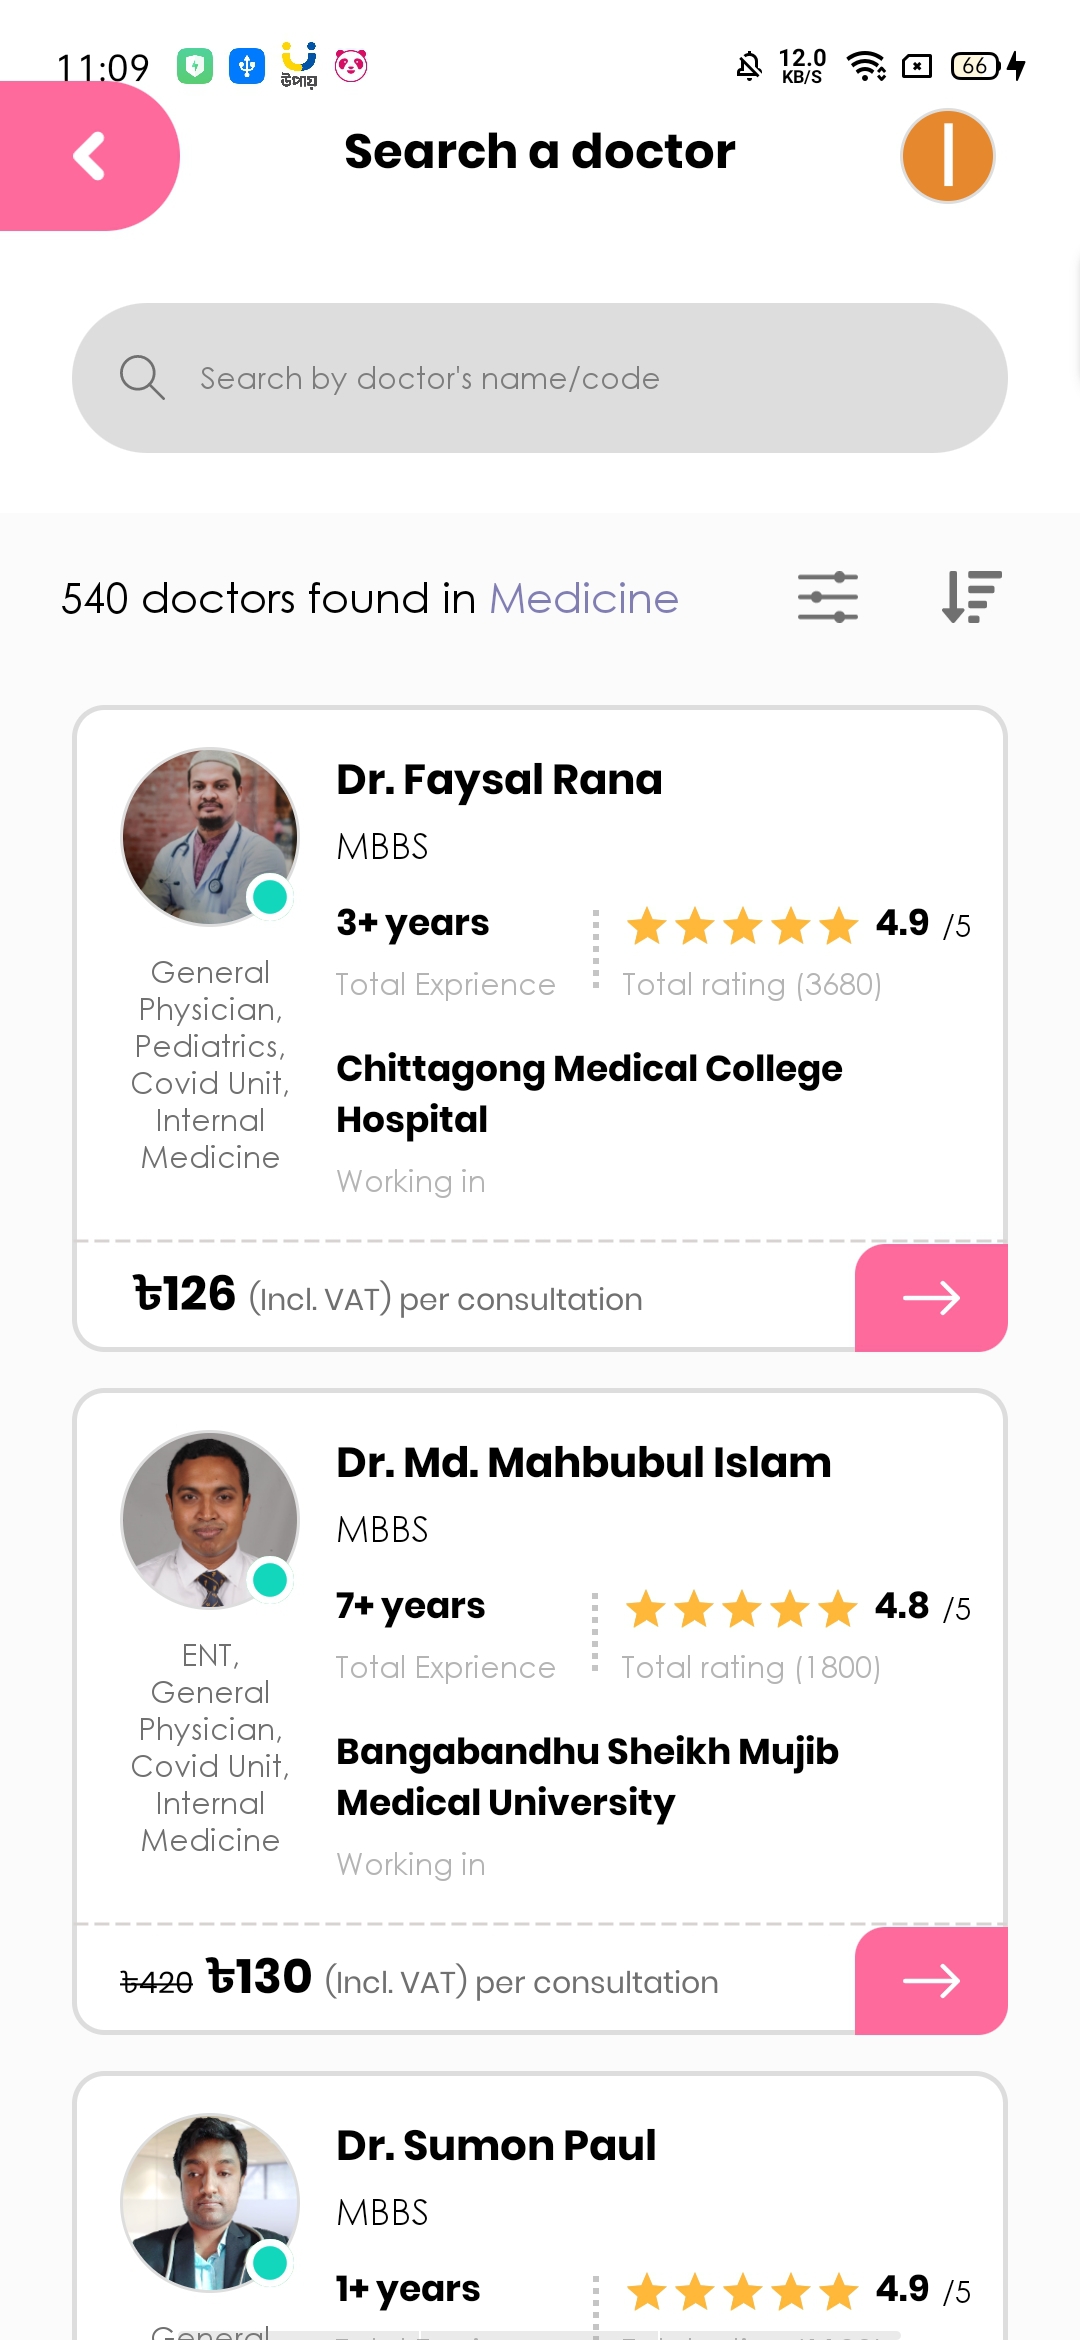 11:09
উপায়
12.0
KB/S
66
Search a doctor
Search by doctor's name/code
540 doctors found in Medicine
Dr. Faysal Rana
MBBS
3+ years
4.9 /5
Total Exprience
Total rating (3680)
General
Physician,
Pediatrics,
Covid Unit,
Internal
Medicine
Chittagong Medical College
Hospital
Working in
৳126 (Incl. VAT) per consultation
Dr. Md. Mahbubul Islam
MBBS
7+ years
4.8 /5
Total Exprience
Total rating (1800)
ENT,
General
Physician,
Covid Unit,
Internal
Medicine
Bangabandhu Sheikh Mujib
Medical University
Working in
৳420 ৳130 (Incl. VAT) per consultation
Dr. Sumon Paul
MBBS
1+ years
4.9 /5
General